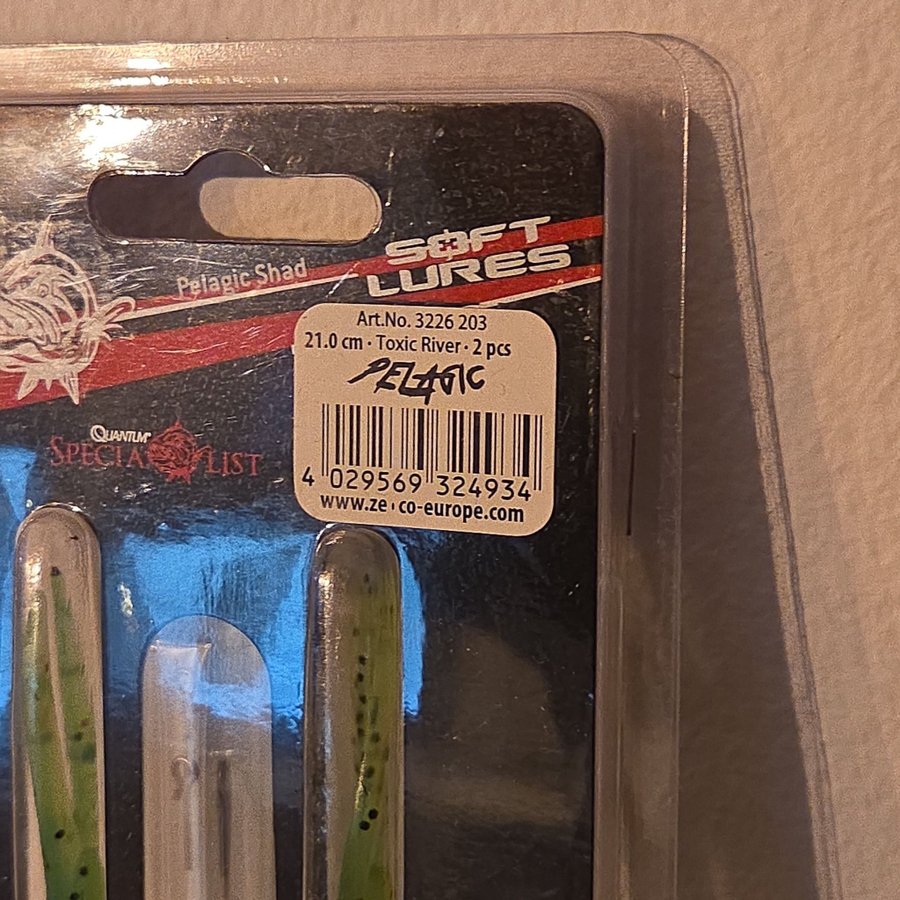 Pelagic Shad
SOFT
LURES
Art.No. 3226 203
21.0 cm · Toxic River · 2 pcs
PELAGIC
4 029569 324934
www.ze·co-europe.com
QUANTUM
SPECIALIST